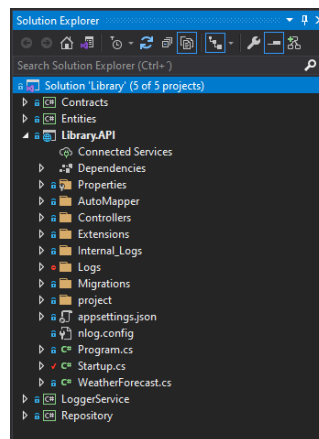 Solution Explorer
Search Solution Explorer (Ctrl+´)
Solution 'Library' (5 of 5 projects)
C# Contracts
C# Entities
Library.API
Connected Services
Dependencies
Properties
AutoMapper
Controllers
Extensions
Internal_Logs
Logs
Migrations
project
appsettings.json
nlog.config
C# Program.cs
C# Startup.cs
C# WeatherForecast.cs
C# LoggerService
C# Repository